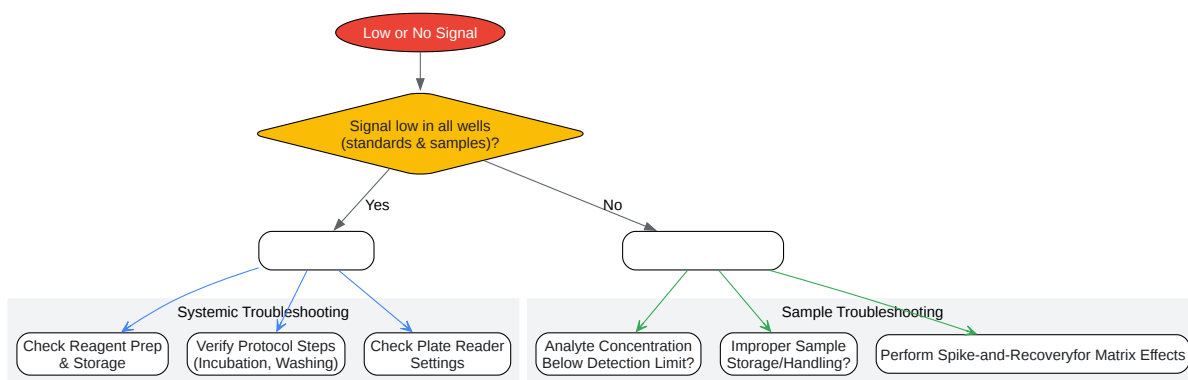 Low or No Signal
Signal low in all wells
(standards & samples)?
Yes
No
Systemic Troubleshooting
Sample Troubleshooting
Check Reagent Prep
& Storage
Verify Protocol Steps
(Incubation, Washing)
Check Plate Reader
Settings
Analyte Concentration
Below Detection Limit?
Improper Sample
Storage/Handling?
Perform Spike-and-Recoveryfor Matrix Effects